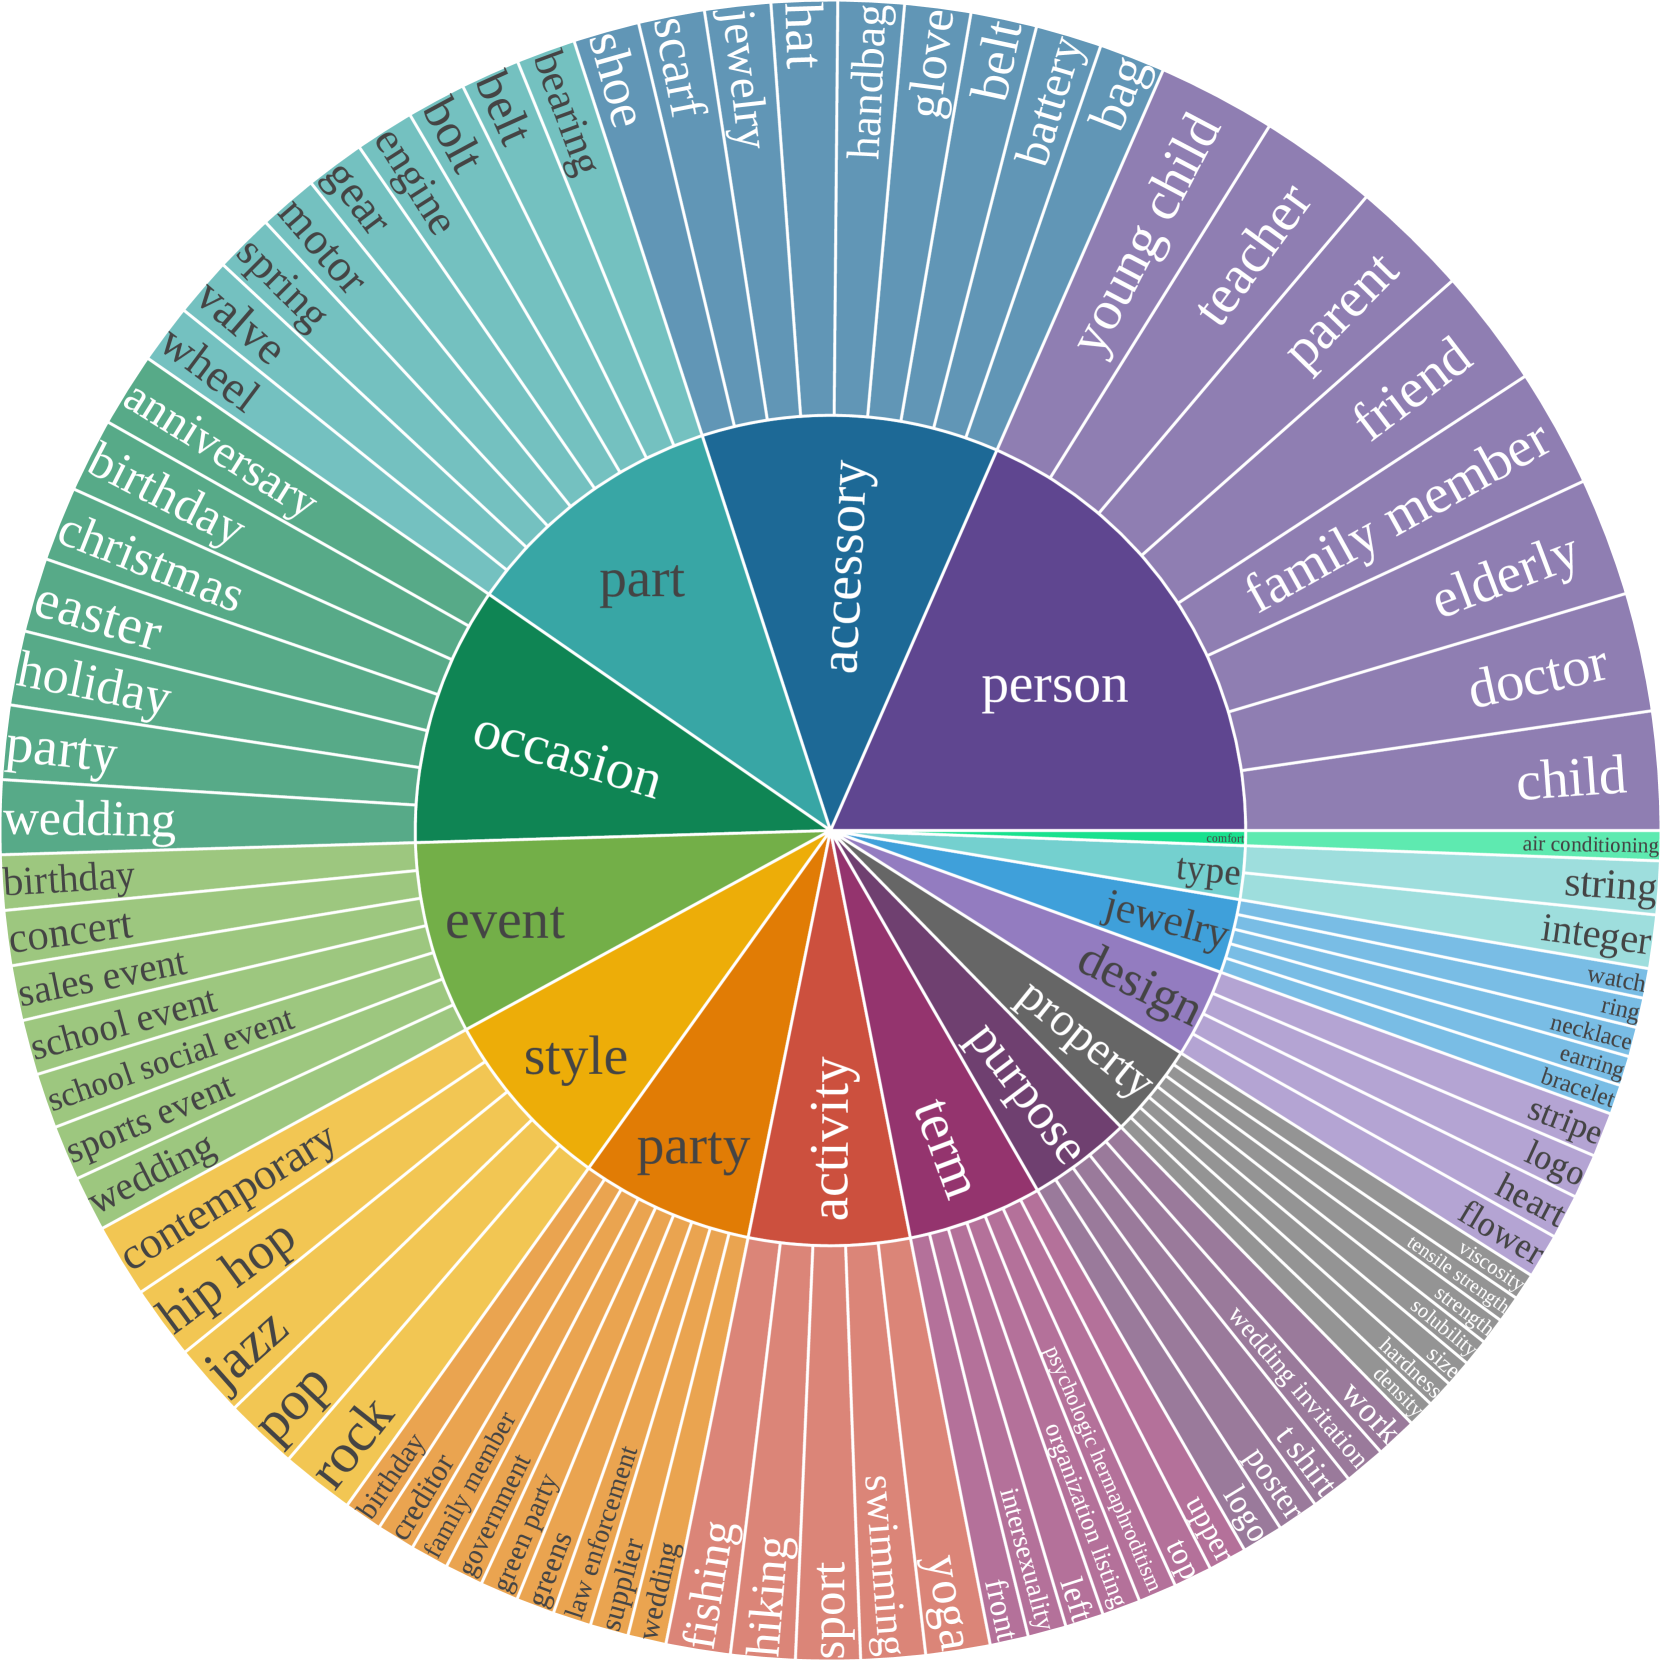 person
young child
teacher
parent
friend
family member
elderly
doctor
child
accessory
shoe
scarf
jewelry
hat
handbag
glove
belt
battery
bag
part
wheel
valve
spring
motor
gear
engine
bolt
belt
bearing
occasion
anniversary
birthday
christmas
easter
holiday
party
wedding
event
birthday
concert
sales event
school event
school social event
sports event
wedding
style
contemporary
hip hop
jazz
pop
rock
party
birthday
creditor
family member
government
green party
greens
law enforcement
supplier
wedding
activity
fishing
hiking
sport
swimming
yoga
term
front
intersexuality
left
organization listing
psychologic hermaphroditism
top
upper
purpose
logo
poster
t shirt
wedding invitation
work
property
density
hardness
size
solubility
strength
tensile strength
viscosity
design
flower
heart
logo
stripe
jewelry
bracelet
earring
necklace
ring
watch
type
integer
string
comfort
air conditioning